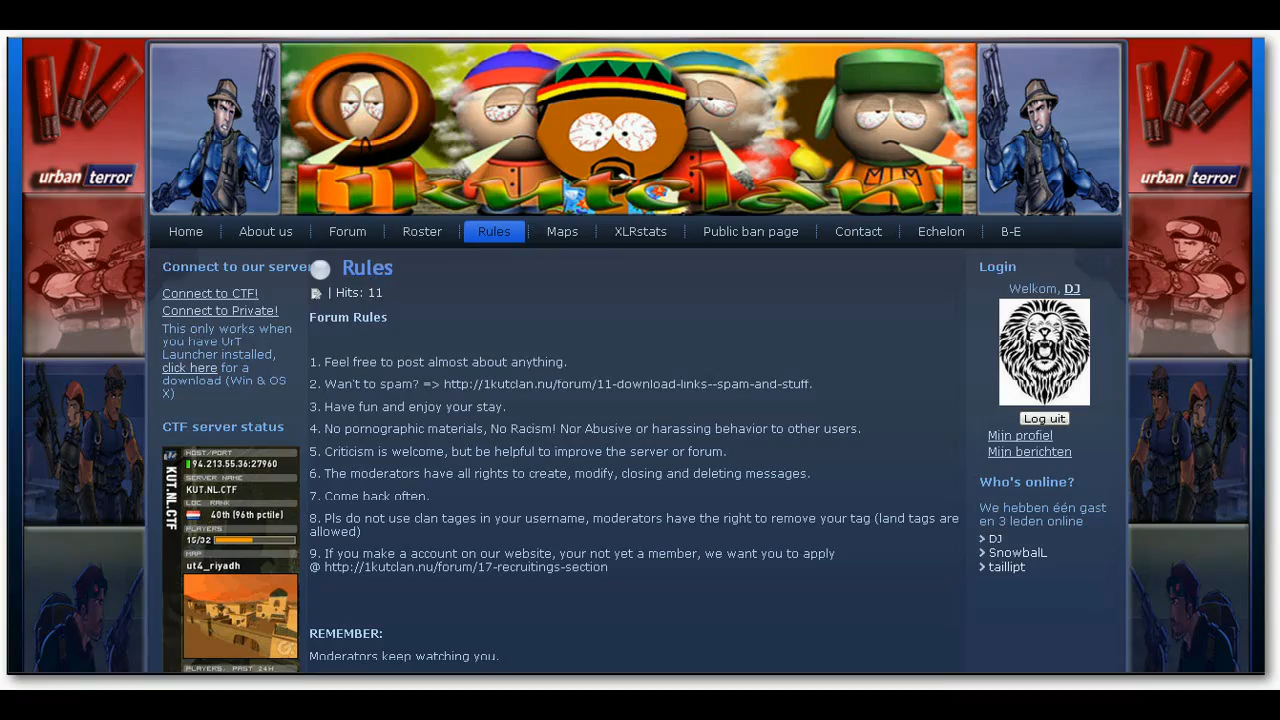 urban terror
1kutclan
urban terror
Home
About us
Forum
Roster
Rules
Maps
XLRstats
Public ban page
Contact
Echelon
B-E
Connect to our server
Connect to CTF!
Connect to Private!
This only works when
you have UrT
Launcher installed,
click here for a
download (Win & OS
X)
CTF server status
KUT.NL.CTF
HOST/PORT
94.213.55.36:27960
SERVER NAME
KUT.NL.CTF
LOC RANK
40th (96th pctile)
PLAYERS
15/32
MAP
ut4_riyadh
PLAYERS, PAST 24H
Rules
| Hits: 11
Forum Rules
1. Feel free to post almost about anything.
2. Wan't to spam? => http://1kutclan.nu/forum/11-download-links--spam-and-stuff.
3. Have fun and enjoy your stay.
4. No pornographic materials, No Racism! Nor Abusive or harassing behavior to other users.
5. Criticism is welcome, but be helpful to improve the server or forum.
6. The moderators have all rights to create, modify, closing and deleting messages.
7. Come back often.
8. Pls do not use clan tages in your username, moderators have the right to remove your tag (land tags are
allowed)
9. If you make a account on our website, your not yet a member, we want you to apply
@ http://1kutclan.nu/forum/17-recruitings-section
REMEMBER:
Moderators keep watching you.
Login
Welkom, DJ
Log uit
Mijn profiel
Mijn berichten
Who's online?
We hebben één gast
en 3 leden online
DJ
SnowbalL
taillipt